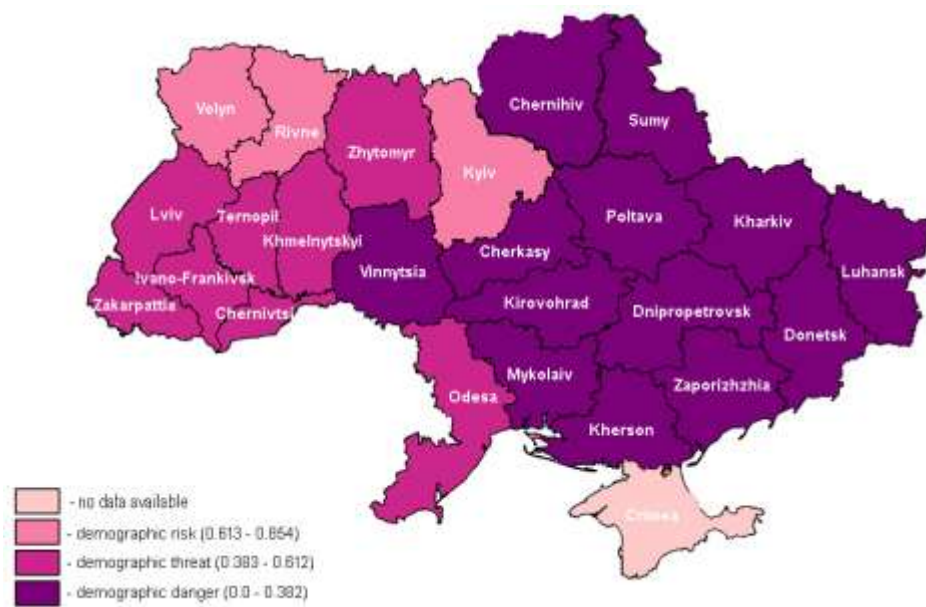 Chernihiv
Sumy
Volyn
Rivne
Zhytomyr
Kyiv
Lviv
Ternopil
Khmelnytskyi
Poltava
Kharkiv
Cherkasy
Vinnytsia
Luhansk
Ivano-Frankivsk
Zakarpattia
Chernivtsi
Kirovohrad
Dnipropetrovsk
Donetsk
Mykolaiv
Zaporizhzhia
Odesa
Kherson
Crimea
- no data available
- demographic risk (0.613 - 0.854)
- demographic threat (0.383 - 0.612)
- demographic danger (0.0 - 0.382)